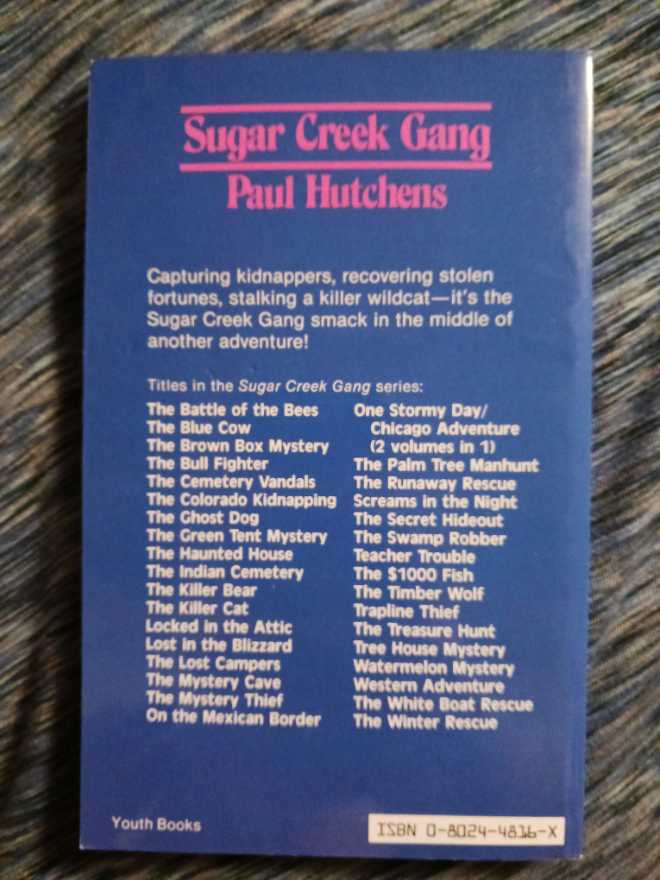 Sugar Creek Gang
Paul Hutchens
Capturing kidnappers, recovering stolen
fortunes, stalking a killer wildcat—it's the
Sugar Creek Gang smack in the middle of
another adventure!
Titles in the Sugar Creek Gang series:
The Battle of the Bees
The Blue Cow
The Brown Box Mystery
The Bull Fighter
The Cemetery Vandals
The Colorado Kidnapping
The Ghost Dog
The Green Tent Mystery
The Haunted House
The Indian Cemetery
The Killer Bear
The Killer Cat
Locked in the Attic
Lost in the Blizzard
The Lost Campers
The Mystery Cave
The Mystery Thief
On the Mexican Border
One Stormy Day/
Chicago Adventure
(2 volumes in 1)
The Palm Tree Manhunt
The Runaway Rescue
Screams in the Night
The Secret Hideout
The Swamp Robber
Teacher Trouble
The $1000 Fish
The Timber Wolf
Trapline Thief
The Treasure Hunt
Tree House Mystery
Watermelon Mystery
Western Adventure
The White Boat Rescue
The Winter Rescue
Youth Books
ISBN 0-8024-4816-X